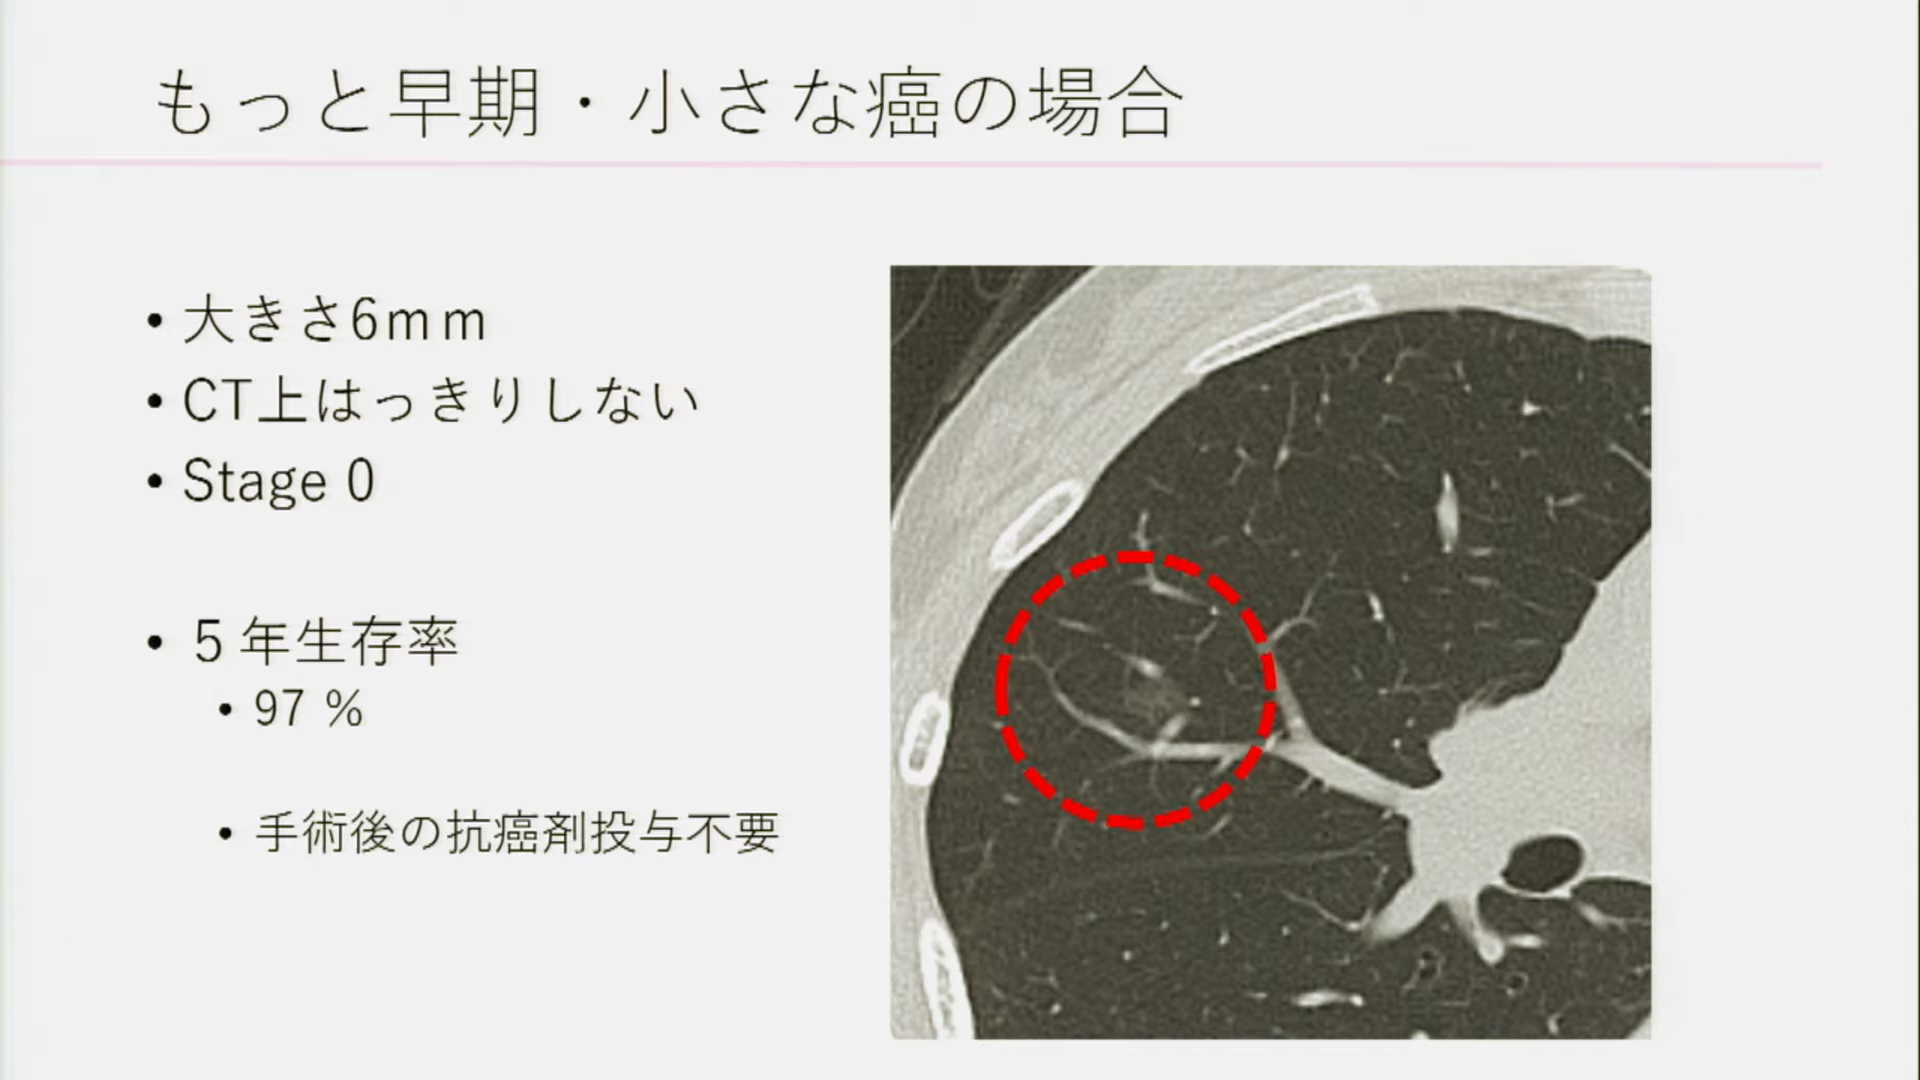 もっと早期・小さな癌の場合
• 大きさ6mm
• CT上はっきりしない
• Stage 0
• 5年生存率
• 97 %
• 手術後の抗癌剤投与不要